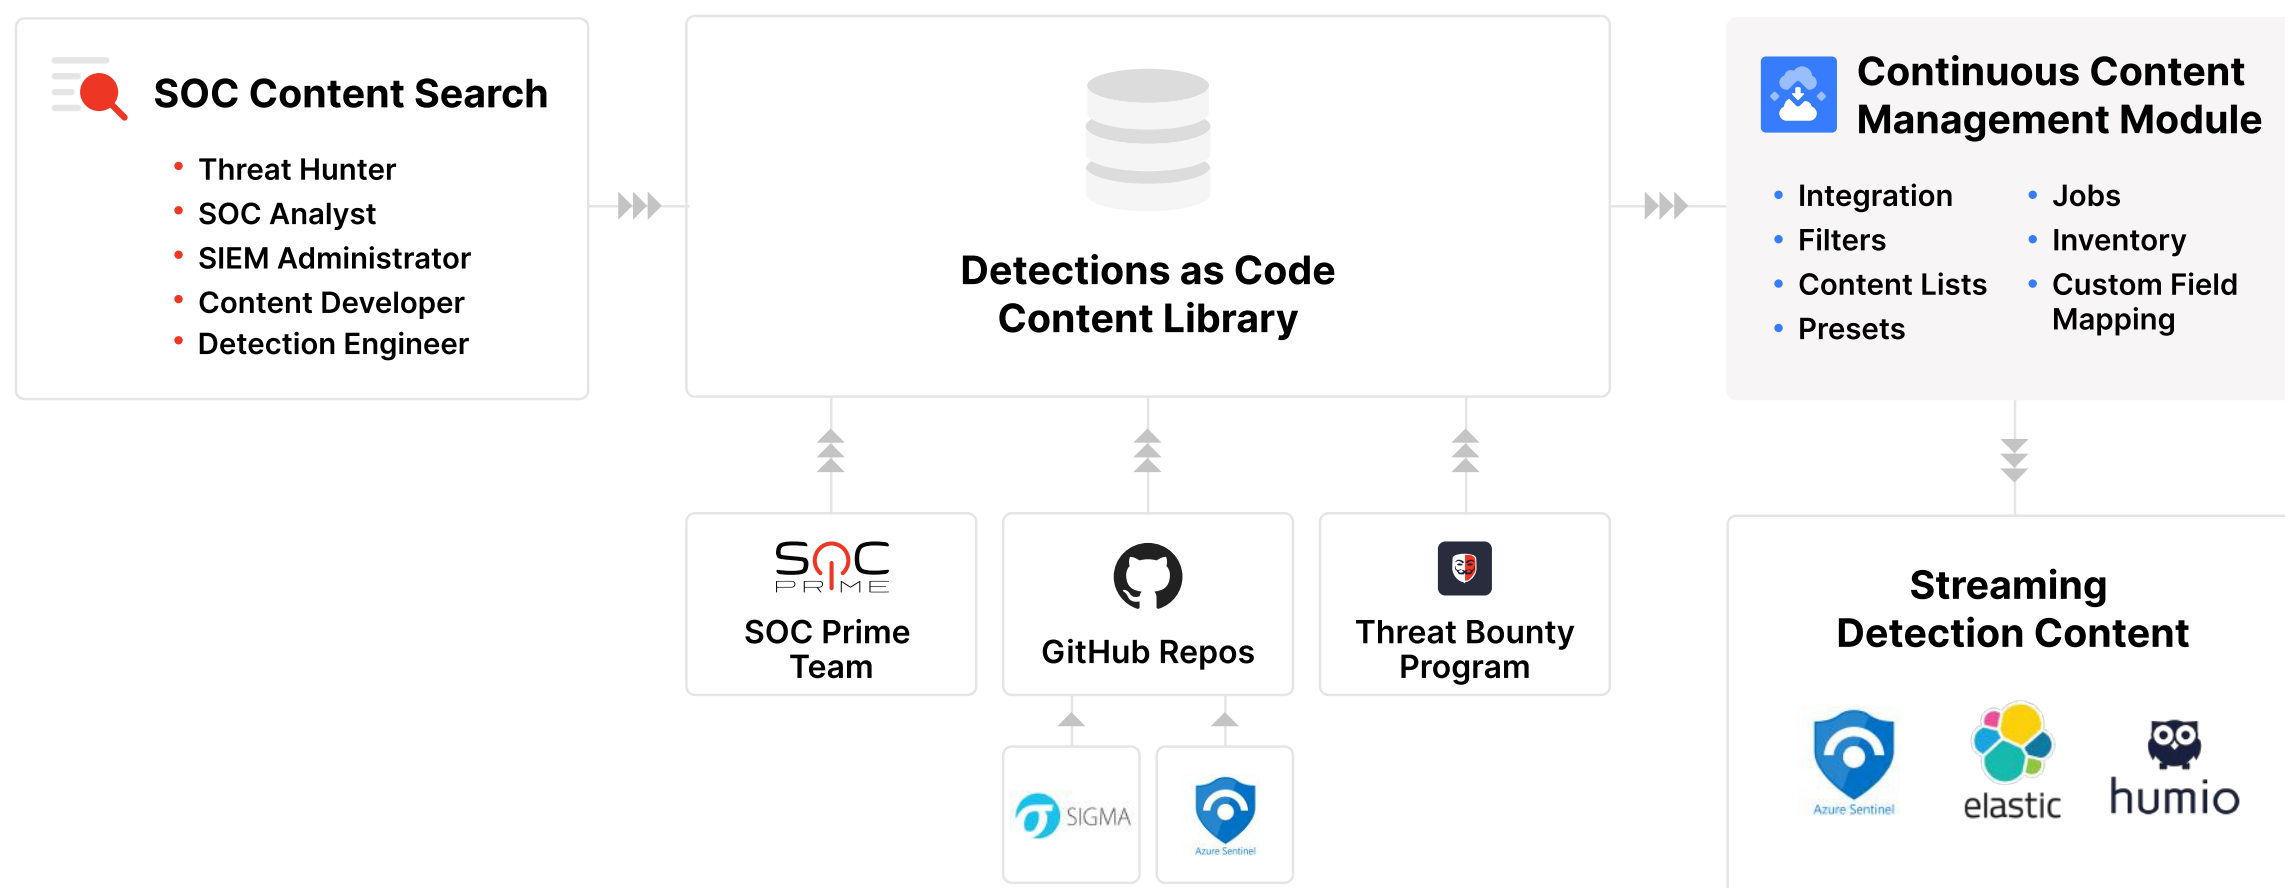 SOC Content Search
Threat Hunter
SOC Analyst
SIEM Administrator
Content Developer
Detection Engineer
Detections as Code
Content Library
Continuous Content
Management Module
Integration
Filters
Content Lists
Presets
Jobs
Inventory
Custom Field
Mapping
SOC
PRIME
SOC Prime
Team
GitHub Repos
Threat Bounty
Program
SIGMA
Azure Sentinel
Streaming
Detection Content
Azure Sentinel
elastic
humio